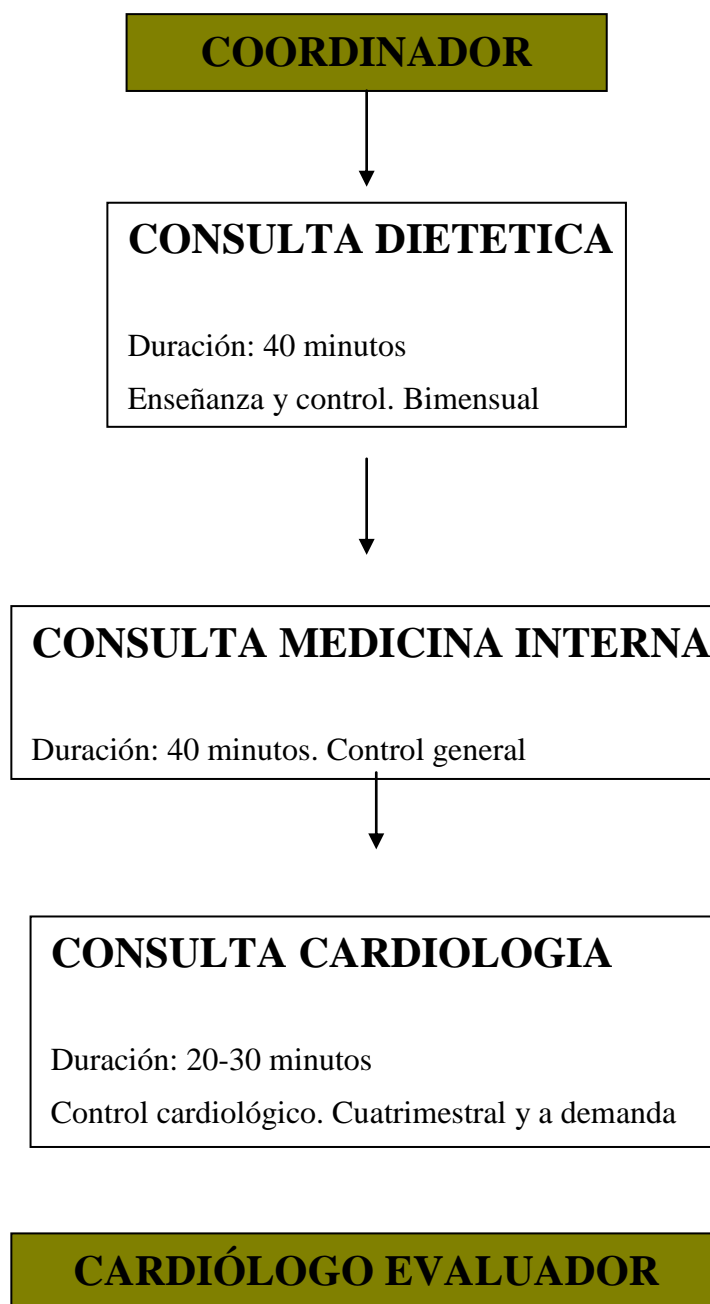 COORDINADOR
CONSULTA DIETETICA
Duración: 40 minutos
Enseñanza y control. Bimensual
CONSULTA MEDICINA INTERNA
Duración: 40 minutos. Control general
CONSULTA CARDIOLOGIA
Duración: 20-30 minutos
Control cardiológico. Cuatrimestral y a demanda
CARDIÓLOGO EVALUADOR